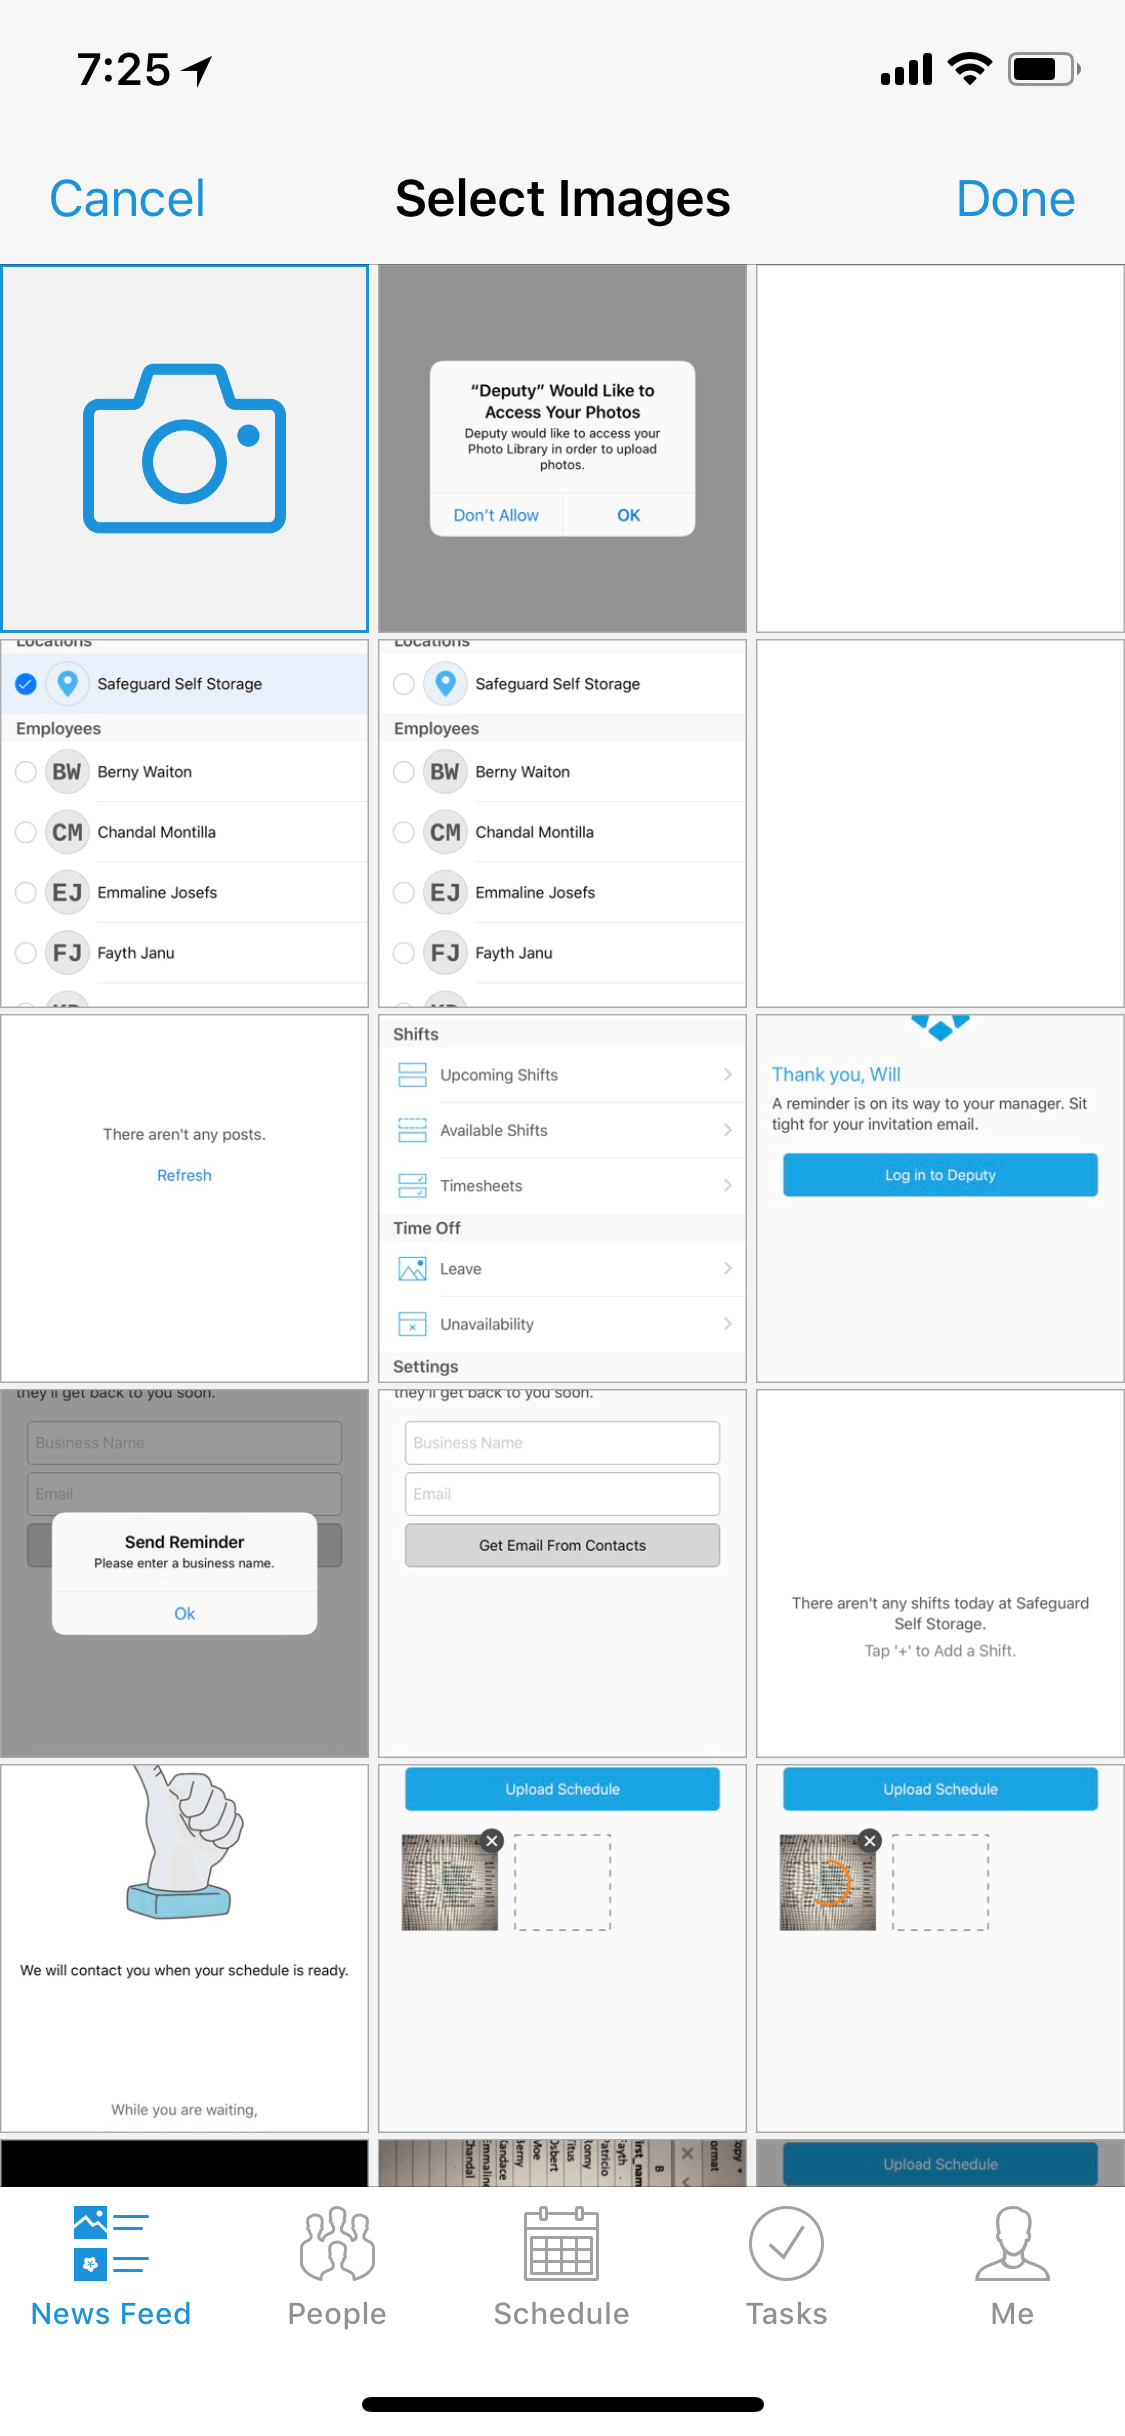 7:25
Cancel
Select Images
Done
“Deputy” Would Like to
Access Your Photos
Deputy would like to access your
Photo Library in order to upload
photos.
Don’t Allow
OK
Locations
Safeguard Self Storage
Employees
BW Berny Waiton
CM Chandal Montilla
EJ Emmaline Josefs
FJ Fayth Janu
Locations
Safeguard Self Storage
Employees
BW Berny Waiton
CM Chandal Montilla
EJ Emmaline Josefs
FJ Fayth Janu
There aren't any posts.
Refresh
Shifts
Upcoming Shifts
Available Shifts
Timesheets
Time Off
Leave
Unavailability
Settings
Thank you, Will
A reminder is on its way to your manager. Sit
tight for your invitation email.
Log in to Deputy
they'll get back to you soon.
Business Name
Email
Send Reminder
Please enter a business name.
Ok
they'll get back to you soon.
Business Name
Email
Get Email From Contacts
There aren't any shifts today at Safeguard
Self Storage.
Tap '+' to Add a Shift.
We will contact you when your schedule is ready.
While you are waiting,
Upload Schedule
Upload Schedule
B
Upload Schedule
News Feed
People
Schedule
Tasks
Me